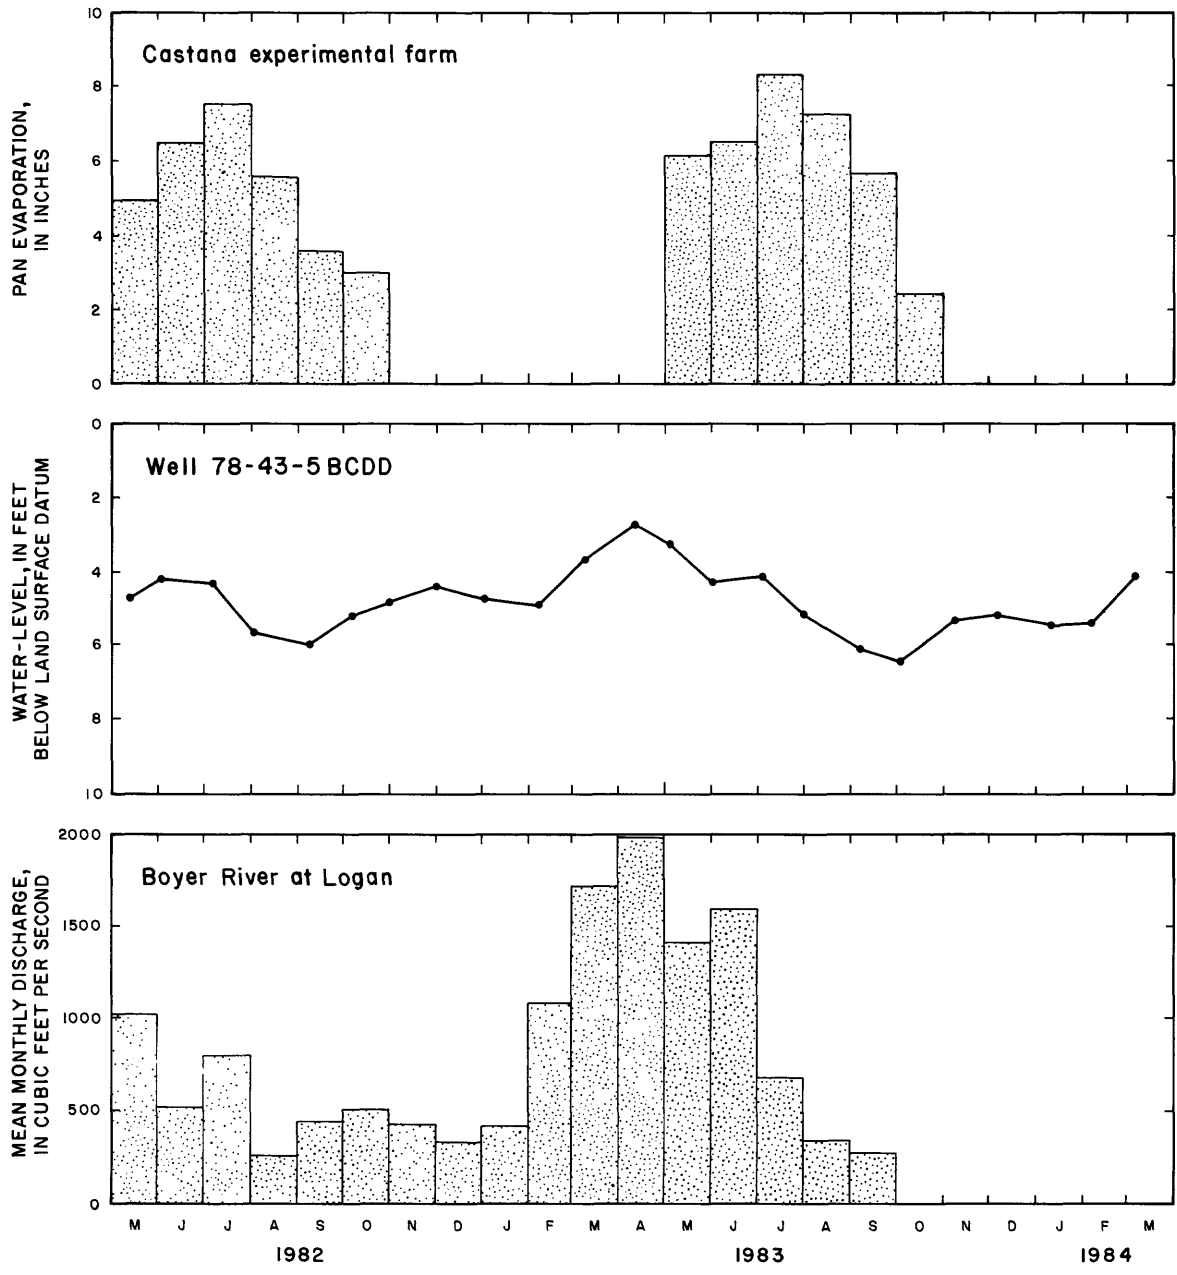 Castana experimental farm
PAN EVAPORATION,
IN INCHES
10
8
6
4
2
0
Well 78-43-5BCDD
WATER-LEVEL, IN FEET
BELOW LAND SURFACE DATUM
0
2
4
6
8
10
Boyer River at Logan
MEAN MONTHLY DISCHARGE,
IN CUBIC FEET PER SECOND
2000
1500
1000
500
0
M J J A S O N D J F M A M J J A S O N D J F M
1982 1983 1984